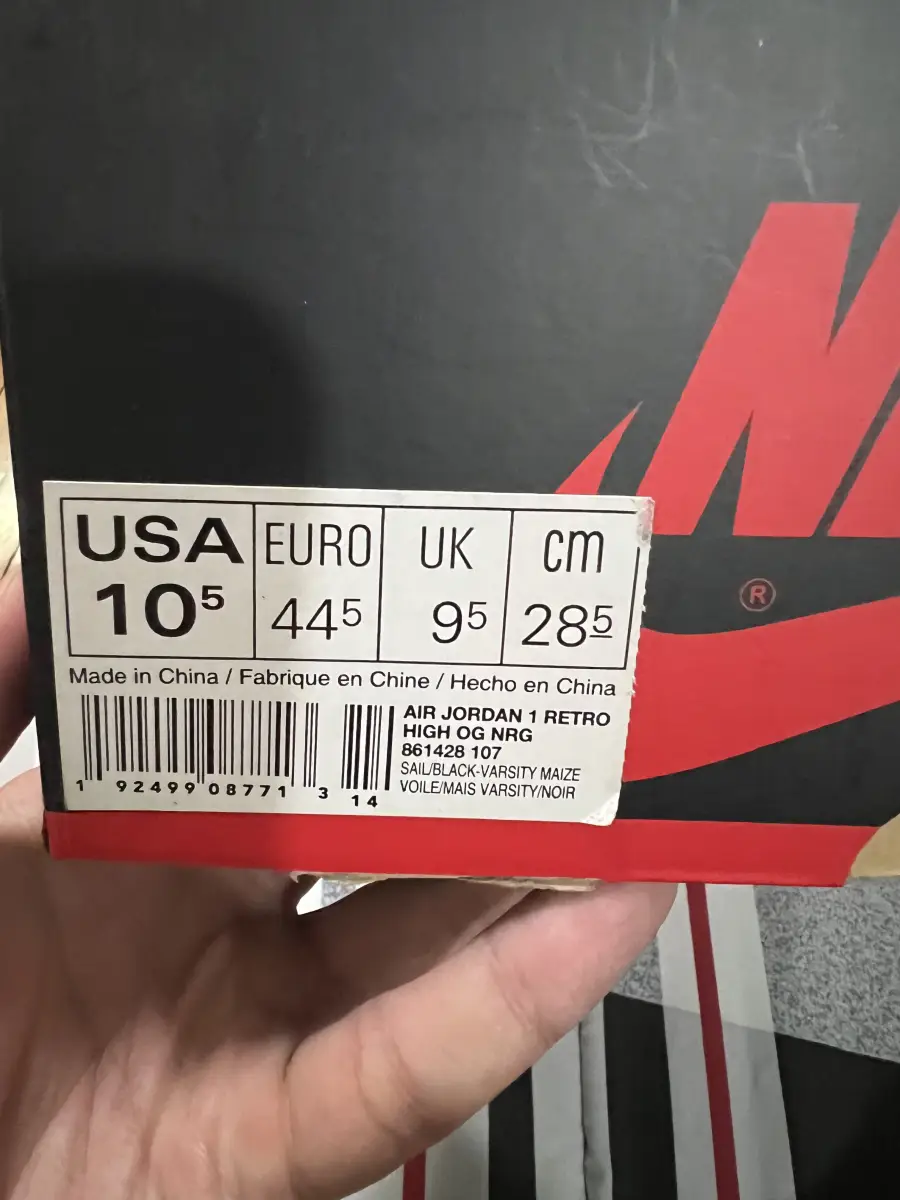 NI
®
USA EURO UK cm
10⁵ 44⁵ 9⁵ 28⁵
Made in China / Fabrique en Chine / Hecho en China
AIR JORDAN 1 RETRO
HIGH OG NRG
861428 107
SAIL/BLACK-VARSITY MAIZE
VOILE/MAIS VARSITY/NOIR
1 92499 08771 3 14